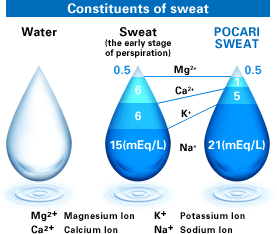 Constituents of sweat
Water
Sweat
(the early stage
of perspiration)
POCARI
SWEAT
0.5
Mg2+
0.5
6
Ca2+
1
6
K+
5
15(mEq/L)
Na+
21(mEq/L)
Mg2+ Magnesium Ion K+ Potassium Ion
Ca2+ Calcium Ion Na+ Sodium Ion